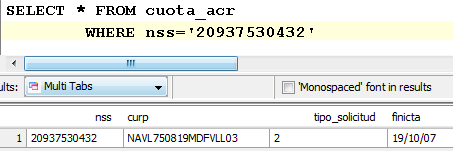 SELECT * FROM cuota_acr
WHERE nss='20937530432'
ults: Multi Tabs 'Monospaced' font in results
nss curp tipo_solicitud finicta
1 20937530432 NAVL750819MDFVLL03 2 19/10/07